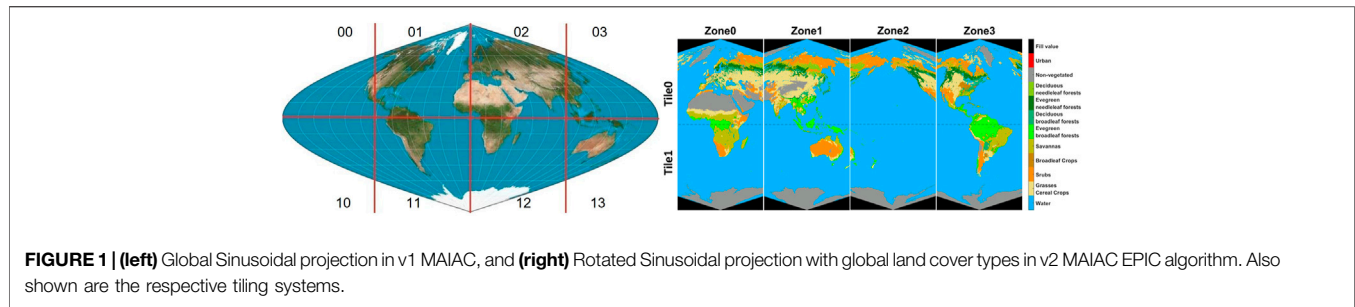 00 01 02 03
10 11 12 13
Zone0 Zone1 Zone2 Zone3
Tile0
Tile1
Fill value
Urban
Non-vegetated
Deciduous
needleleaf forests
Evegreen
needleleaf forests
Deciduous
broadleaf forests
Evegreen
broadleaf forests
Savannas
Broadleaf Crops
Srubs
Grasses
Cereal Crops
Water
FIGURE 1 | (left) Global Sinusoidal projection in v1 MAIAC, and (right) Rotated Sinusoidal projection with global land cover types in v2 MAIAC EPIC algorithm. Also
shown are the respective tiling systems.